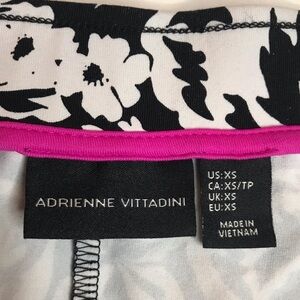 ADRIENNE VITTADINI
US:XS
CA:XS/TP
UK:XS
EU:XS
MADE IN
VIETNAM